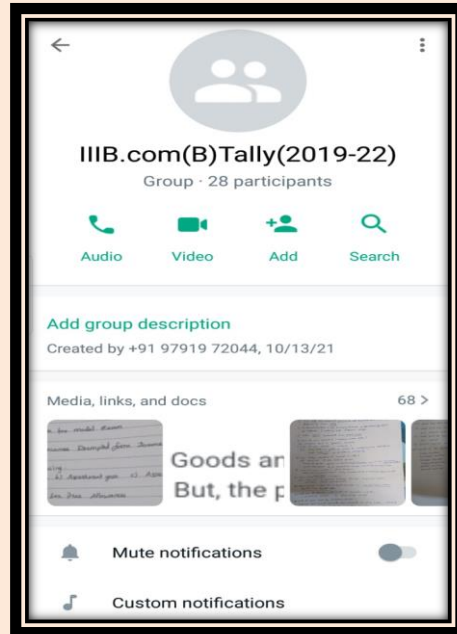 IIIB.com(B)Tally(2019-22)
Group · 28 participants
Audio Video Add Search
Add group description
Created by +91 97919 72044, 10/13/21
Media, links, and docs 68 >
Goods an
But, the p
Mute notifications
Custom notifications